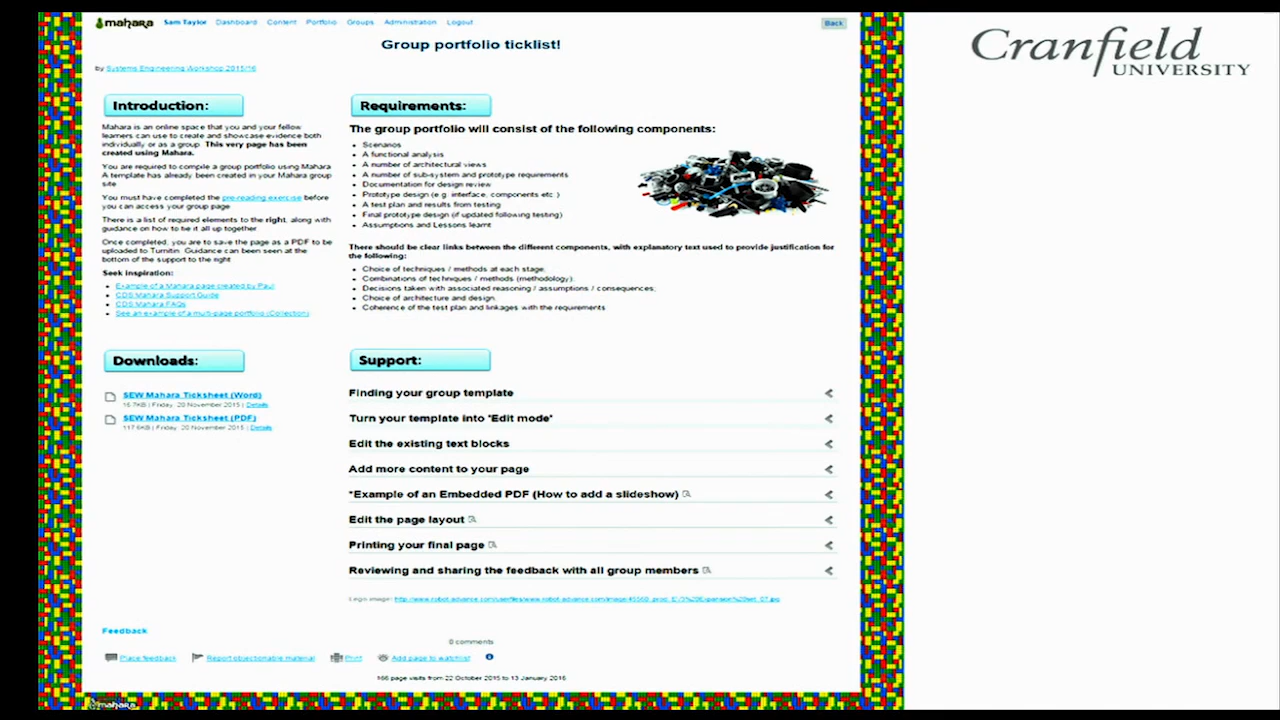 mahara Sam Taylor Dashboard Content Portfolio Groups Administration Logout Back
Group portfolio ticklist!
by Systems Engineering Workshop 2015/16
Cranfield
UNIVERSITY
Introduction:
Mahara is an online space that you and your fellow
learners can use to create and showcase evidence both
individually or as a group. This very page has been
created using Mahara.
You are required to compile a group portfolio using Mahara
A template has already been created in your Mahara group
site
You must have completed the pre-reading exercise before
you can access your group page
There is a list of required elements to the right, along with
guidance on how to tie it all up together
Once completed, you are to save the page as a PDF to be
uploaded to Turnitin. Guidance can been seen at the
bottom of the support to the right
Seek inspiration:
Example of a Mahara page created by Paul
CDS Mahara Support Guide
CDS Mahara FAQs
See an example of a multi-page portfolio (Collection)
Requirements:
The group portfolio will consist of the following components:
Scenarios
A functional analysis
A number of architectural views
A number of sub-system and prototype requirements
Documentation for design review
Prototype design (e.g. interface, components etc.)
A test plan and results from testing
Final prototype design (if updated following testing)
Assumptions and Lessons learnt
There should be clear links between the different components, with explanatory text used to provide justification for
the following:
Choice of techniques / methods at each stage.
Combinations of techniques / methods (methodology).
Decisions taken with associated reasoning / assumptions / consequences;
Choice of architecture and design.
Coherence of the test plan and linkages with the requirements
Downloads:
SEW Mahara Ticksheet (Word)
16.7KB | Friday, 20 November 2015 | Details
SEW Mahara Ticksheet (PDF)
117.6KB | Friday, 20 November 2015 | Details
Support:
Finding your group template
Turn your template into 'Edit mode'
Edit the existing text blocks
Add more content to your page
*Example of an Embedded PDF (How to add a slideshow)
Edit the page layout
Printing your final page
Reviewing and sharing the feedback with all group members
Lego image:
Feedback
0 comments
Place feedback Report objectionable material Print Add page to watchlist
166 page visits from 22 October 2015 to 13 January 2016
mahara